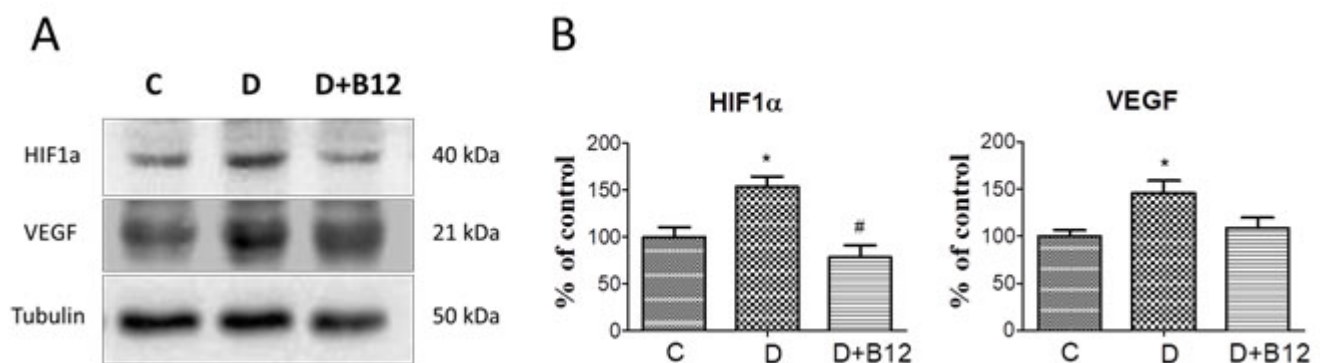 A
C D D+B12
HIF1a 40 kDa
VEGF 21 kDa
Tubulin 50 kDa
B
HIF1α
% of control
200
150
100
50
0
*
#
C D D+B12
VEGF
% of control
200
150
100
50
0
*
C D D+B12